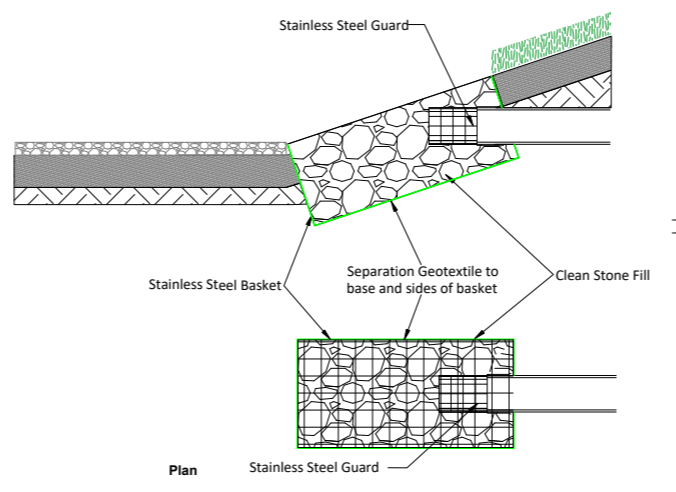 Stainless Steel Guard
Stainless Steel Basket
Separation Geotextile to
base and sides of basket
Clean Stone Fill
Plan
Stainless Steel Guard